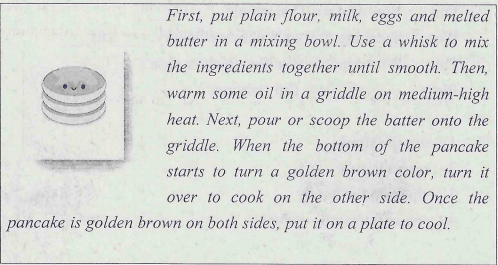 First, put plain flour, milk, eggs and melted
butter in a mixing bowl. Use a whisk to mix
the ingredients together until smooth. Then,
warm some oil in a griddle on medium-high
heat. Next, pour or scoop the batter onto the
griddle. When the bottom of the pancake
starts to turn a golden brown color, turn it
over to cook on the other side. Once the
pancake is golden brown on both sides, put it on a plate to cool.